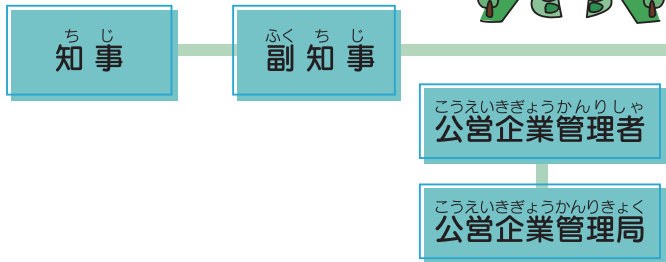 ちじ
知事
ふくちじ
副知事
こうえいきぎょうかんりしゃ
公営企業管理者
こうえいきぎょうかんりきょく
公営企業管理局